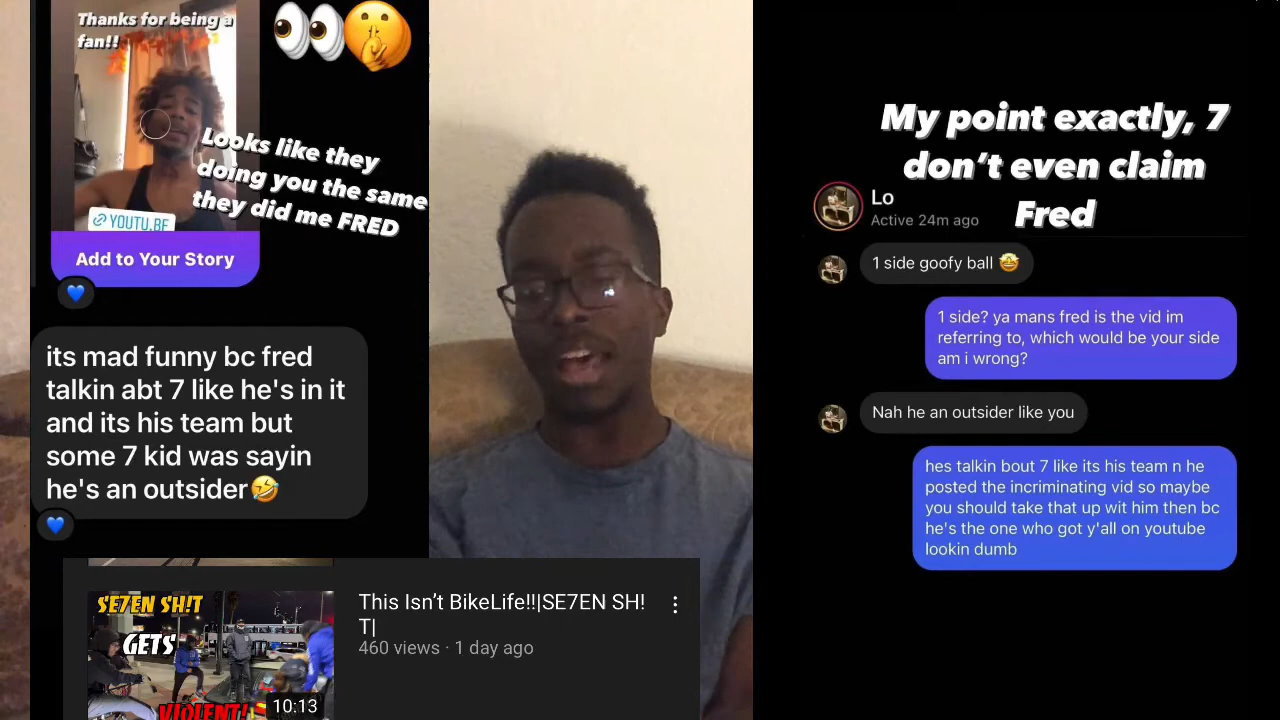 Thanks for being a
fan!!
Looks like they
doing you the same
they did me FRED
YOUTU.BE
Add to Your Story
its mad funny bc fred
talkin abt 7 like he's in it
and its his team but
some 7 kid was sayin
he's an outsider🤣
SE7EN SH!T
GETS
VIOLENT!
10:13
This Isn't BikeLife!!|SE7EN SH!
T|
460 views · 1 day ago
My point exactly, 7
don't even claim
Fred
Lo
Active 24m ago
1 side goofy ball 🤩
1 side? ya mans fred is the vid im
referring to, which would be your side
am i wrong?
Nah he an outsider like you
hes talkin bout 7 like its his team n he
posted the incriminating vid so maybe
you should take that up wit him then bc
he's the one who got y'all on youtube
lookin dumb